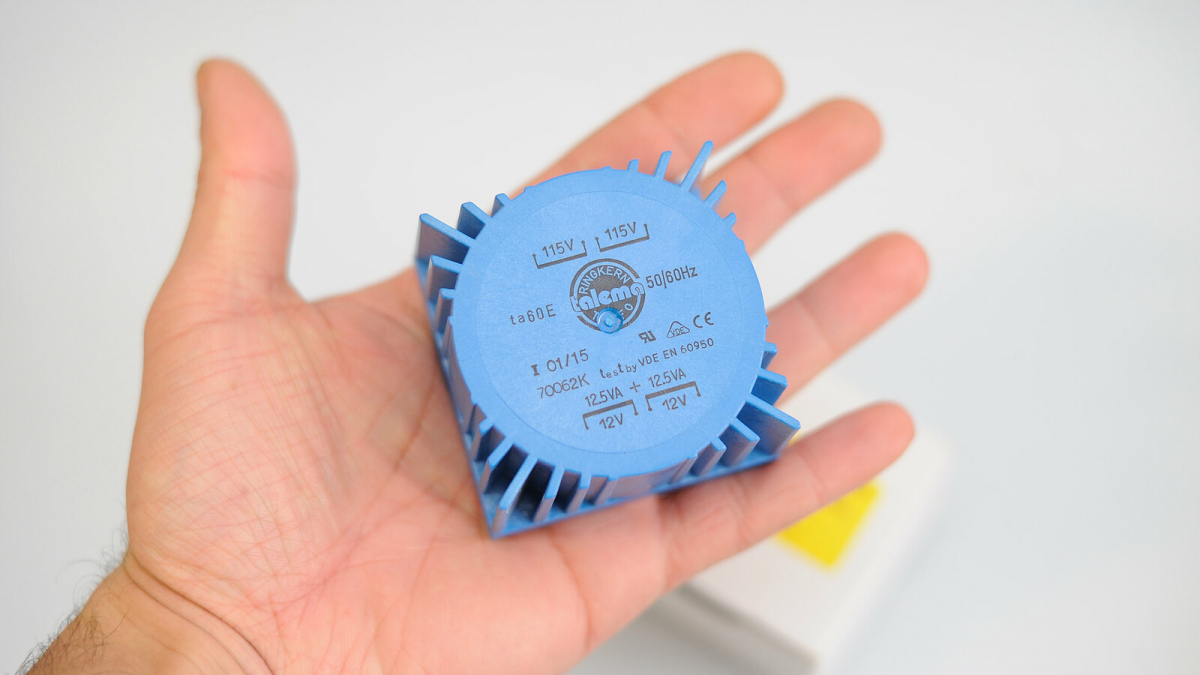 115V 115V
RINGKERN
talema
50/60Hz
ta60E
VDE CE
I 01/15
test by VDE EN 60950
70062K
12.5VA + 12.5VA
12V 12V